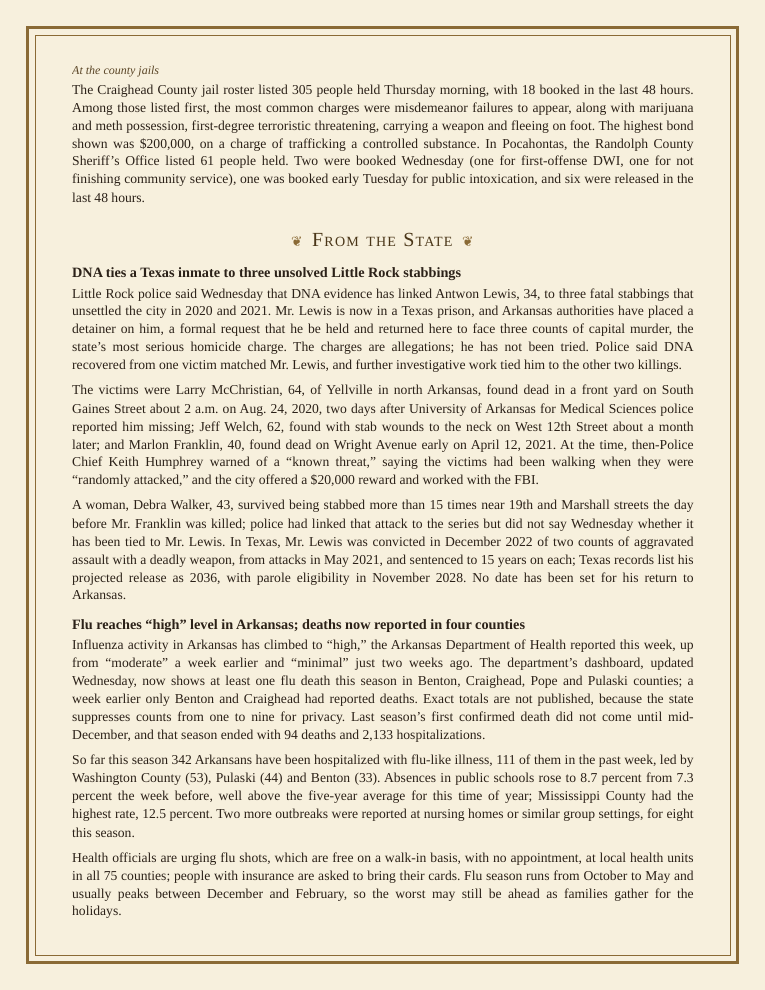 At the county jails
The Craighead County jail roster listed 305 people held Thursday morning, with 18 booked in the last 48 hours.
Among those listed first, the most common charges were misdemeanor failures to appear, along with marijuana
and meth possession, first-degree terroristic threatening, carrying a weapon and fleeing on foot. The highest bond
shown was $200,000, on a charge of trafficking a controlled substance. In Pocahontas, the Randolph County
Sheriff’s Office listed 61 people held. Two were booked Wednesday (one for first-offense DWI, one for not
finishing community service), one was booked early Tuesday for public intoxication, and six were released in the
last 48 hours.
❦ From the State ❦
DNA ties a Texas inmate to three unsolved Little Rock stabbings
Little Rock police said Wednesday that DNA evidence has linked Antwon Lewis, 34, to three fatal stabbings that
unsettled the city in 2020 and 2021. Mr. Lewis is now in a Texas prison, and Arkansas authorities have placed a
detainer on him, a formal request that he be held and returned here to face three counts of capital murder, the
state’s most serious homicide charge. The charges are allegations; he has not been tried. Police said DNA
recovered from one victim matched Mr. Lewis, and further investigative work tied him to the other two killings.
The victims were Larry McChristian, 64, of Yellville in north Arkansas, found dead in a front yard on South
Gaines Street about 2 a.m. on Aug. 24, 2020, two days after University of Arkansas for Medical Sciences police
reported him missing; Jeff Welch, 62, found with stab wounds to the neck on West 12th Street about a month
later; and Marlon Franklin, 40, found dead on Wright Avenue early on April 12, 2021. At the time, then-Police
Chief Keith Humphrey warned of a “known threat,” saying the victims had been walking when they were
“randomly attacked,” and the city offered a $20,000 reward and worked with the FBI.
A woman, Debra Walker, 43, survived being stabbed more than 15 times near 19th and Marshall streets the day
before Mr. Franklin was killed; police had linked that attack to the series but did not say Wednesday whether it
has been tied to Mr. Lewis. In Texas, Mr. Lewis was convicted in December 2022 of two counts of aggravated
assault with a deadly weapon, from attacks in May 2021, and sentenced to 15 years on each; Texas records list his
projected release as 2036, with parole eligibility in November 2028. No date has been set for his return to
Arkansas.
Flu reaches “high” level in Arkansas; deaths now reported in four counties
Influenza activity in Arkansas has climbed to “high,” the Arkansas Department of Health reported this week, up
from “moderate” a week earlier and “minimal” just two weeks ago. The department’s dashboard, updated
Wednesday, now shows at least one flu death this season in Benton, Craighead, Pope and Pulaski counties; a
week earlier only Benton and Craighead had reported deaths. Exact totals are not published, because the state
suppresses counts from one to nine for privacy. Last season’s first confirmed death did not come until mid-
December, and that season ended with 94 deaths and 2,133 hospitalizations.
So far this season 342 Arkansans have been hospitalized with flu-like illness, 111 of them in the past week, led by
Washington County (53), Pulaski (44) and Benton (33). Absences in public schools rose to 8.7 percent from 7.3
percent the week before, well above the five-year average for this time of year; Mississippi County had the
highest rate, 12.5 percent. Two more outbreaks were reported at nursing homes or similar group settings, for eight
this season.
Health officials are urging flu shots, which are free on a walk-in basis, with no appointment, at local health units
in all 75 counties; people with insurance are asked to bring their cards. Flu season runs from October to May and
usually peaks between December and February, so the worst may still be ahead as families gather for the
holidays.